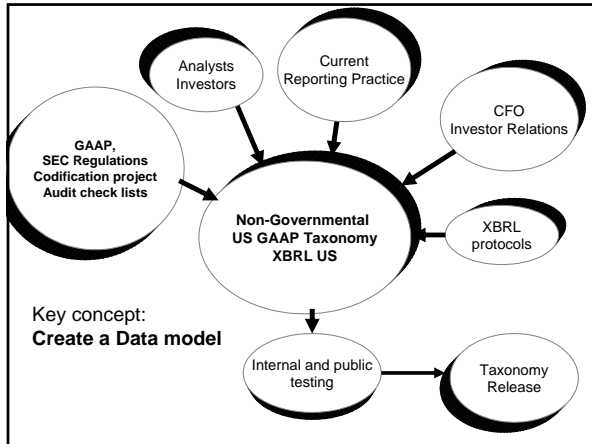 Analysts
Investors
Current
Reporting Practice
CFO
Investor Relations
GAAP,
SEC Regulations
Codification project
Audit check lists
Non-Governmental
US GAAP Taxonomy
XBRL US
XBRL
protocols
Key concept:
Create a Data model
Internal and public
testing
Taxonomy
Release